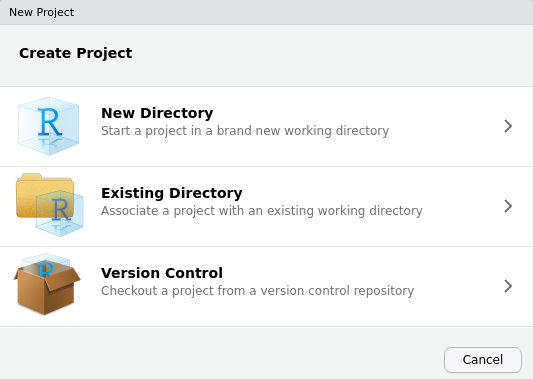 New Project
Create Project
New Directory
Start a project in a brand new working directory
R
Existing Directory
Associate a project with an existing working directory
R
Version Control
Checkout a project from a version control repository
R
Cancel